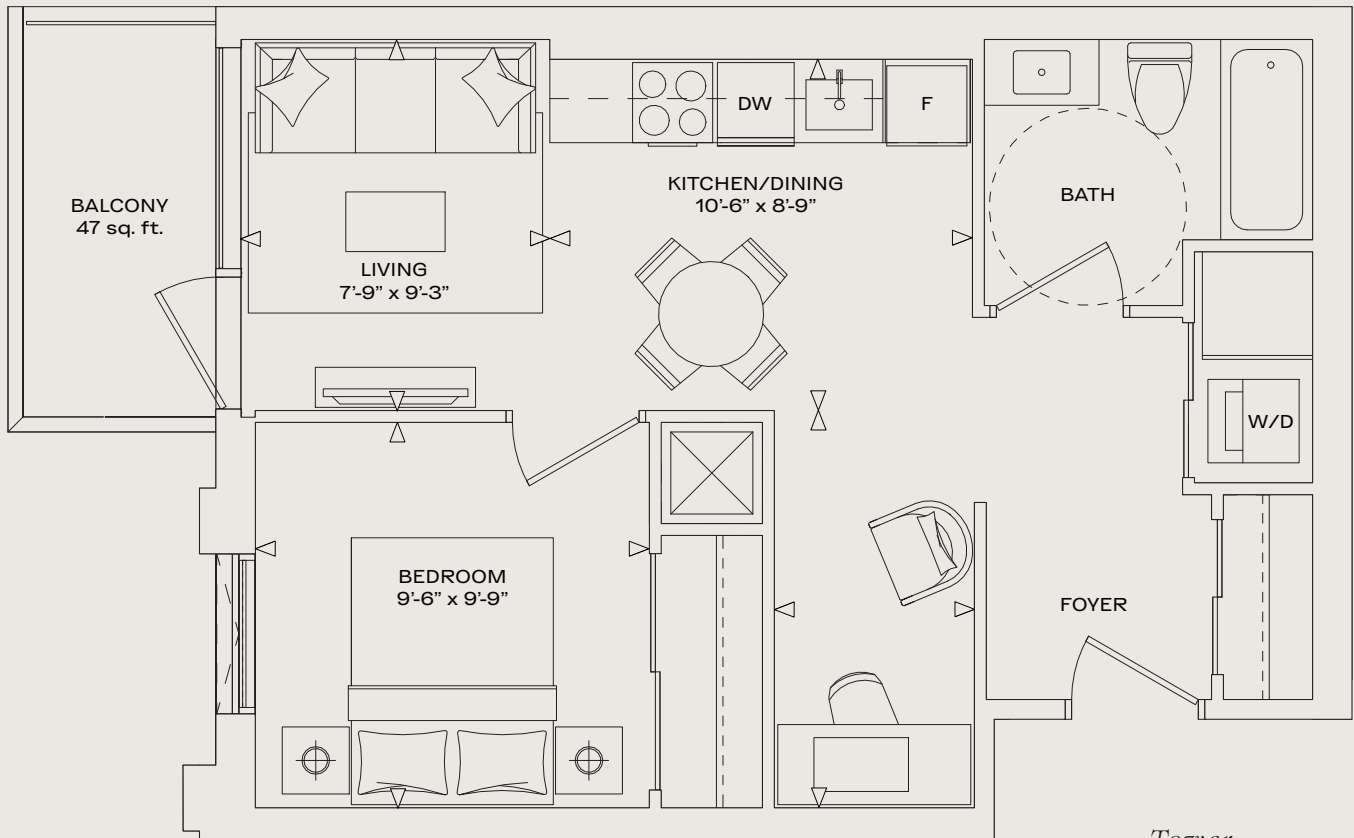 BALCONY
47 sq. ft.
LIVING
7'-9" x 9'-3"
KITCHEN/DINING
10'-6" x 8'-9"
DW
F
BATH
W/D
BEDROOM
9'-6" x 9'-9"
FOYER
Tower